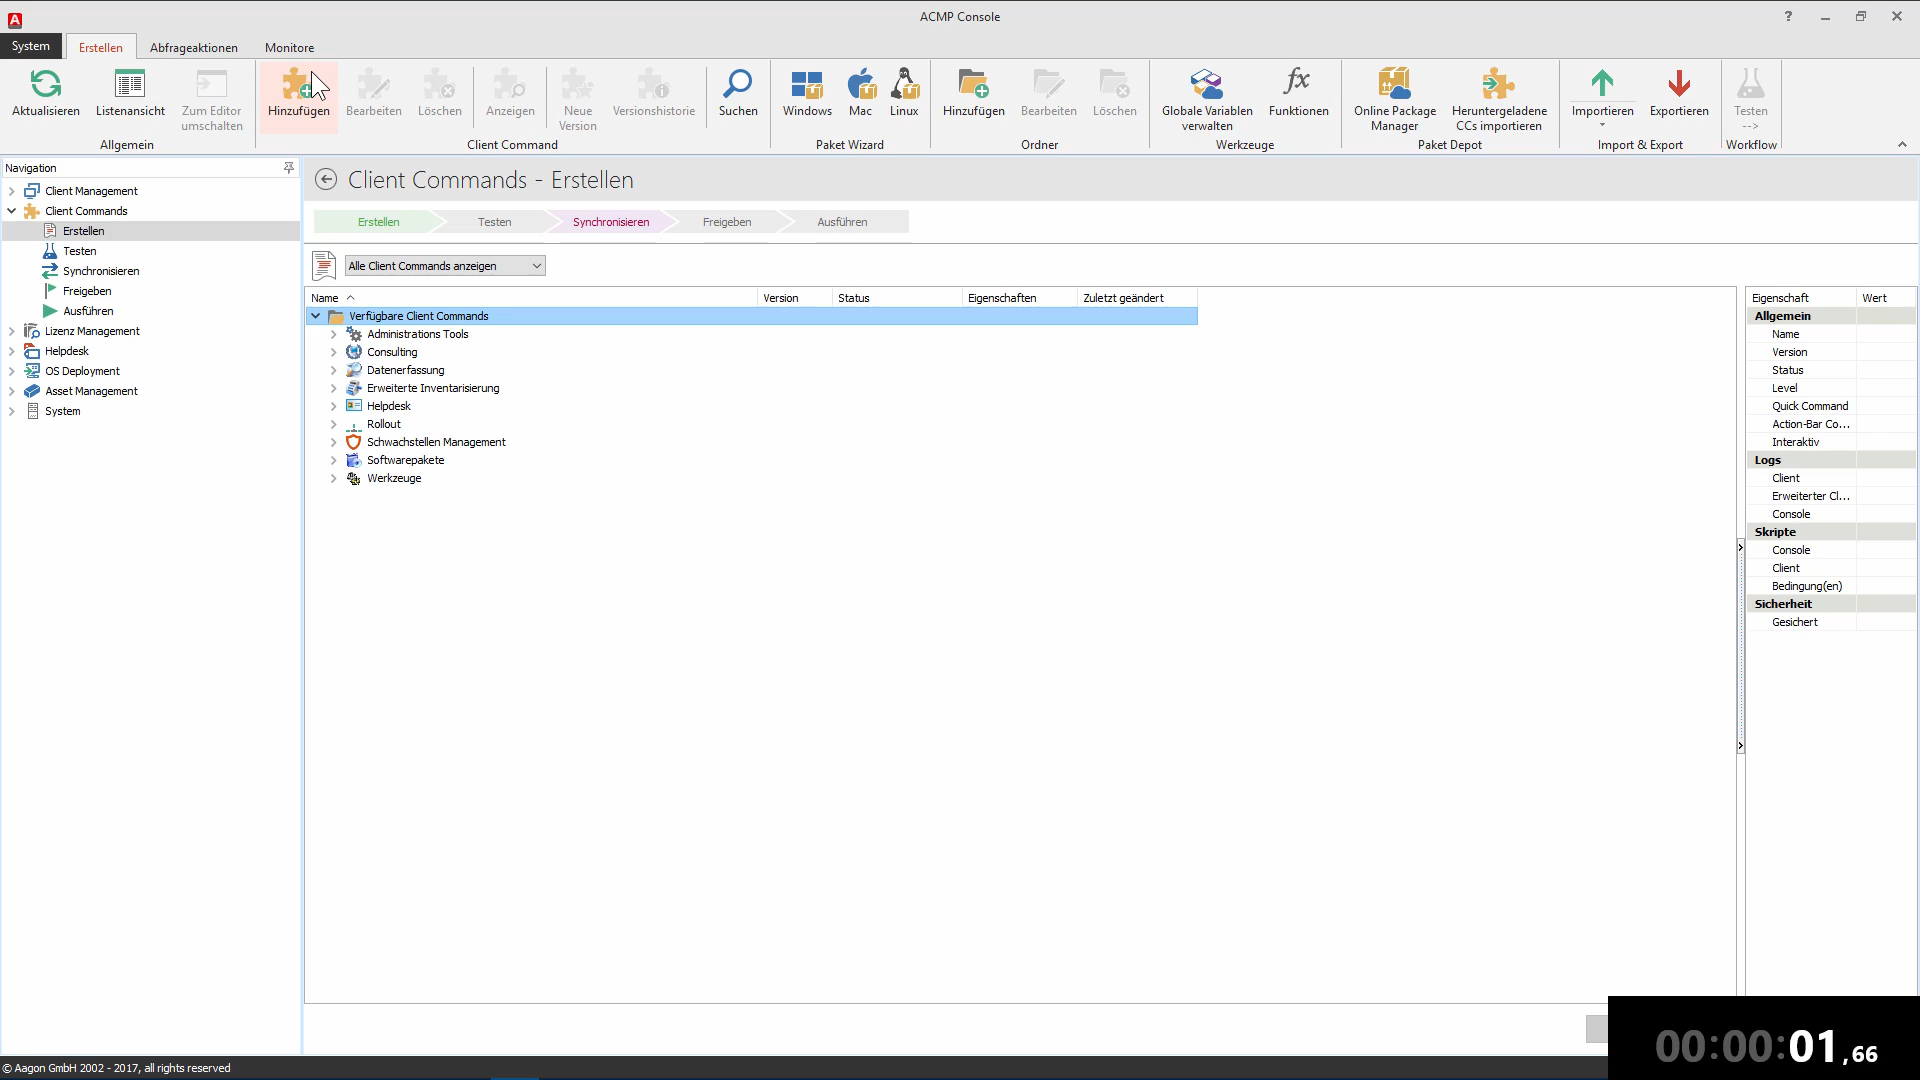 ACMP Console
System
Erstellen
Abfrageaktionen
Monitore
Aktualisieren
Listenansicht
Zum Editor
umschalten
Allgemein
Hinzufügen
Bearbeiten
Löschen
Anzeigen
Neue
Version
Versionshistorie
Suchen
Client Command
Windows
Mac
Linux
Paket Wizard
Hinzufügen
Bearbeiten
Löschen
Ordner
Globale Variablen
verwalten
Funktionen
Werkzeuge
Online Package
Manager
Heruntergeladene
CCs importieren
Paket Depot
Importieren
Exportieren
Import & Export
Testen
-->
Workflow
Navigation
Client Management
Client Commands
Erstellen
Testen
Synchronisieren
Freigeben
Ausführen
Lizenz Management
Helpdesk
OS Deployment
Asset Management
System
Client Commands - Erstellen
Erstellen
Testen
Synchronisieren
Freigeben
Ausführen
Alle Client Commands anzeigen
Name
Version
Status
Eigenschaften
Zuletzt geändert
Verfügbare Client Commands
Administrations Tools
Consulting
Datenerfassung
Erweiterte Inventarisierung
Helpdesk
Rollout
Schwachstellen Management
Softwarepakete
Werkzeuge
Eigenschaft
Wert
Allgemein
Name
Version
Status
Level
Quick Command
Action-Bar Co...
Interaktiv
Logs
Client
Erweiterter Cl...
Console
Skripte
Console
Client
Bedingung(en)
Sicherheit
Gesichert
00:00:01,66
© Aagon GmbH 2002 - 2017, all rights reserved